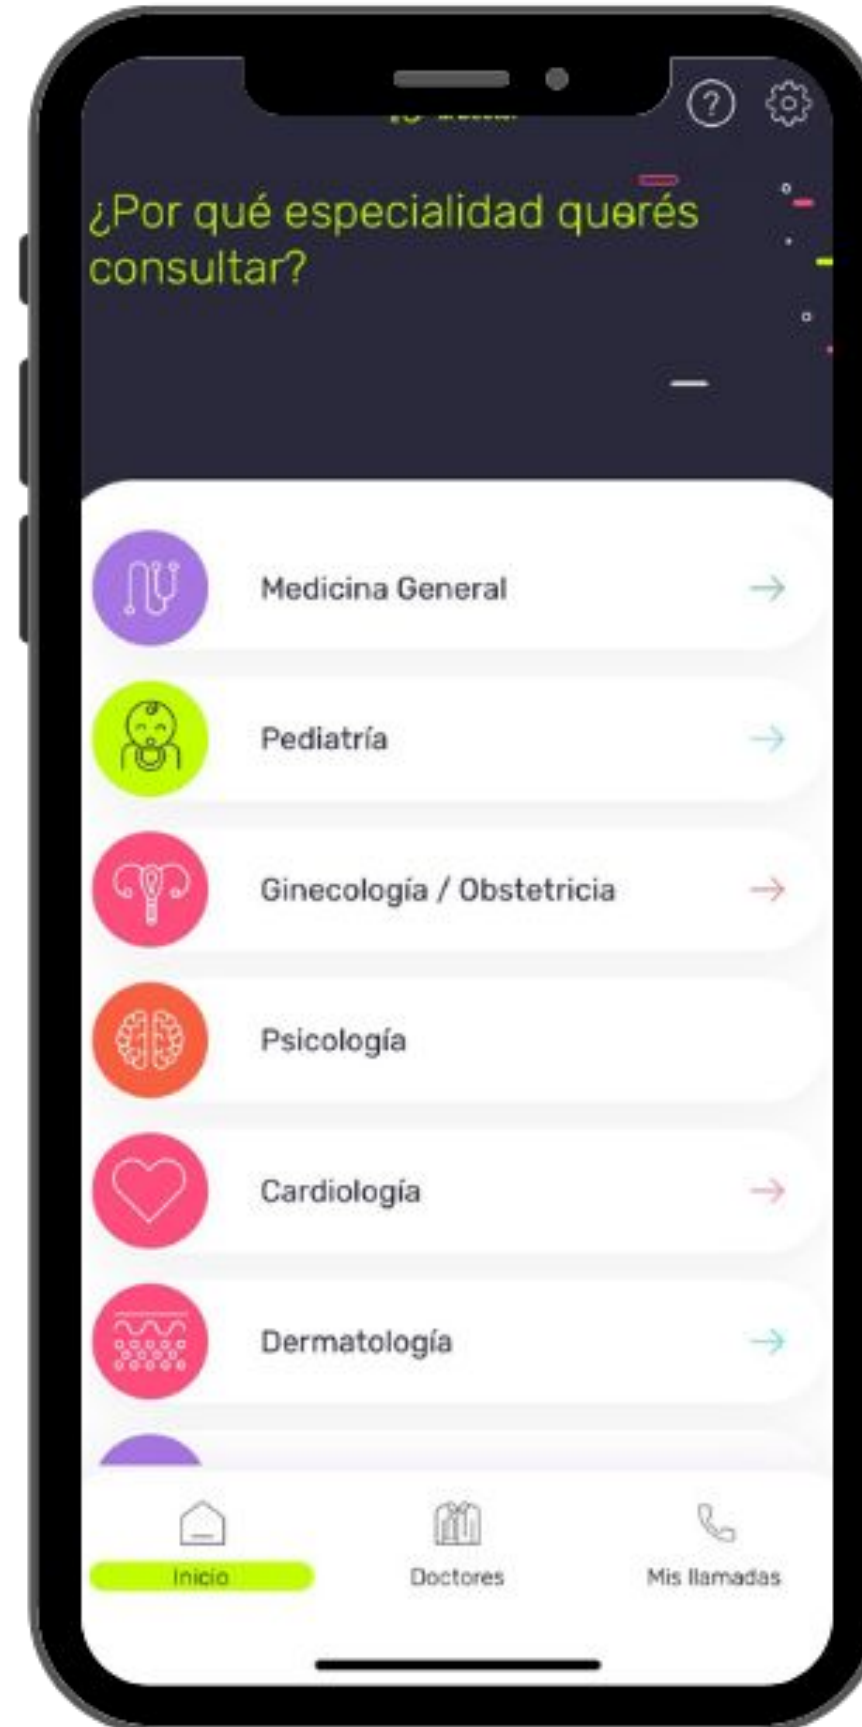 ¿Por qué especialidad querés
consultar?
Medicina General
Pediatría
Ginecología / Obstetricia
Psicología
Cardiología
Dermatología
Inicio
Doctores
Mis llamadas